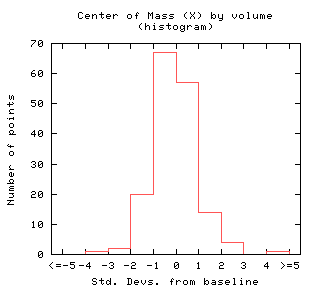 Center of Mass (X) by volume
(histogram)
70
60
50
40
30
20
10
0
Number of points
<=-5 -4 -3 -2 -1 0 1 2 3 4 >=5
Std. Devs. from baseline